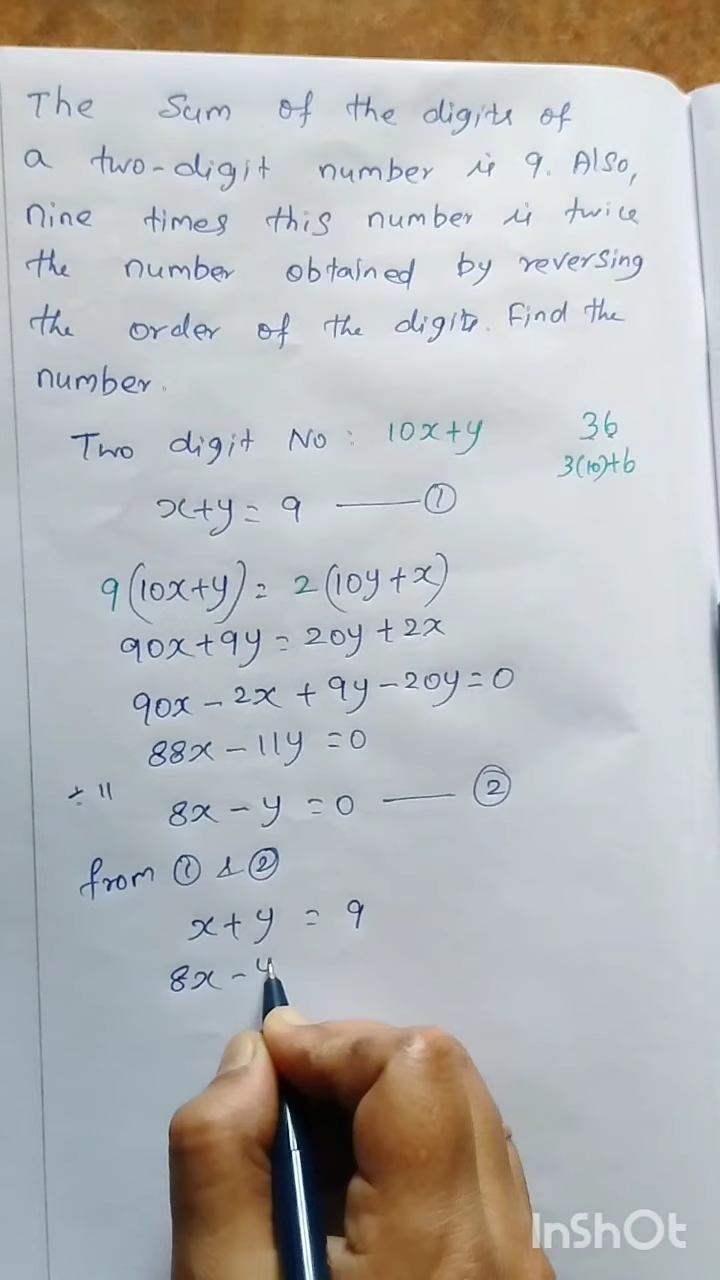 The Sum of the digits of
a two-digit number is 9. Also,
nine times this number is twice
the number obtained by reversing
the order of the digits. Find the
number.
Two digit No : 10x+y 36
3(10)+6
x+y = 9 —— ①
9(10x+y) = 2(10y+x)
90x+9y = 20y+2x
90x-2x+9y-20y=0
88x-11y=0
÷11 8x-y=0 —— ②
from ① & ②
x+y = 9
8x-y
InShOt